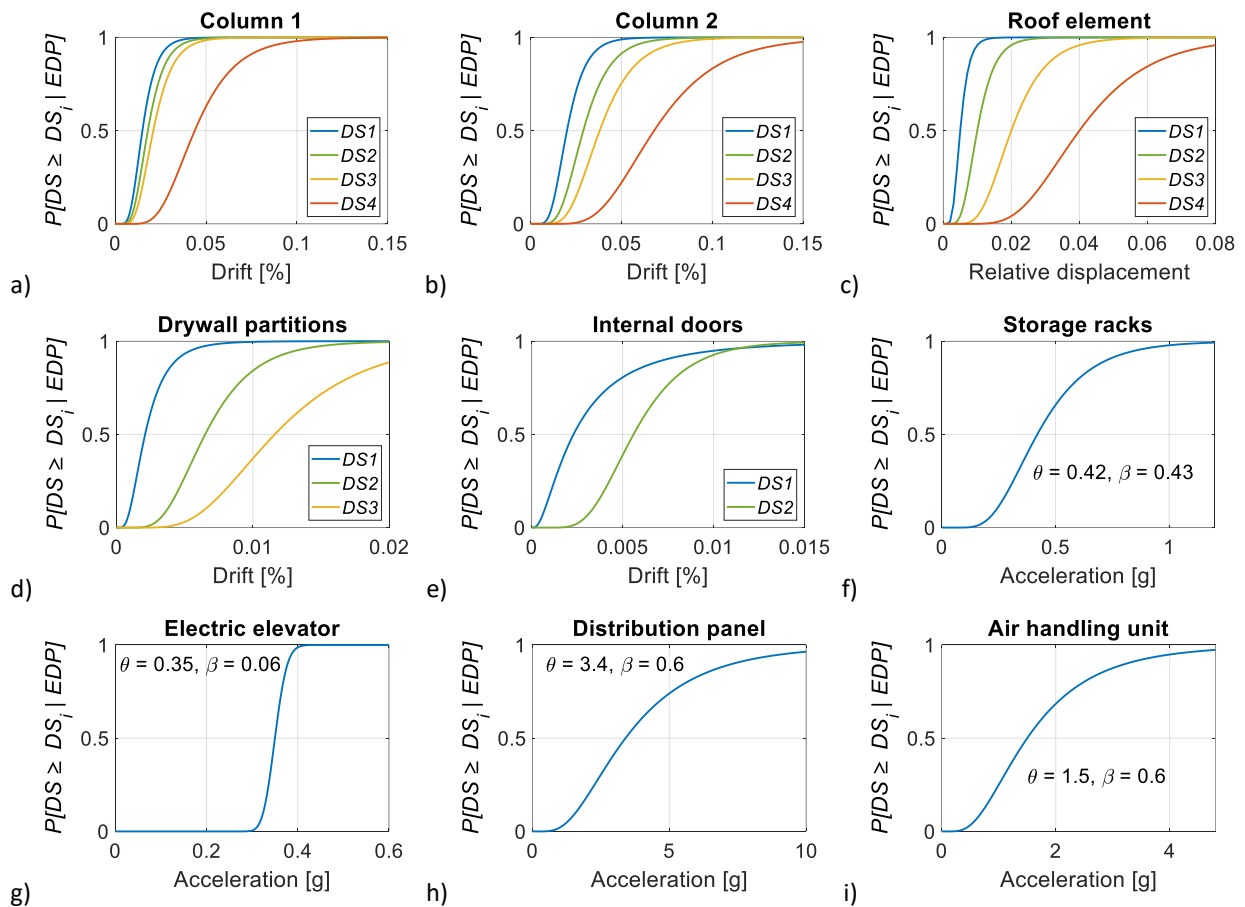 Column 1
P[DS ≥ DS_i | EDP]
1
0.5
0
DS1
DS2
DS3
DS4
0 0.05 0.1 0.15
Drift [%]
a)
Column 2
P[DS ≥ DS_i | EDP]
1
0.5
0
DS1
DS2
DS3
DS4
0 0.05 0.1 0.15
Drift [%]
b)
Roof element
P[DS ≥ DS_i | EDP]
1
0.5
0
DS1
DS2
DS3
DS4
0 0.02 0.04 0.06 0.08
Relative displacement
c)
Drywall partitions
P[DS ≥ DS_i | EDP]
1
0.5
0
DS1
DS2
DS3
0 0.01 0.02
Drift [%]
d)
Internal doors
P[DS ≥ DS_i | EDP]
1
0.5
0
DS1
DS2
0 0.005 0.01 0.015
Drift [%]
e)
Storage racks
P[DS ≥ DS_i | EDP]
1
0.5
0
θ = 0.42, β = 0.43
0 0.5 1
Acceleration [g]
f)
Electric elevator
P[DS ≥ DS_i | EDP]
1
0.5
0
θ = 0.35, β = 0.06
0 0.2 0.4 0.6
Acceleration [g]
g)
Distribution panel
P[DS ≥ DS_i | EDP]
1
0.5
0
θ = 3.4, β = 0.6
0 5 10
Acceleration [g]
h)
Air handling unit
P[DS ≥ DS_i | EDP]
1
0.5
0
θ = 1.5, β = 0.6
0 2 4
Acceleration [g]
i)